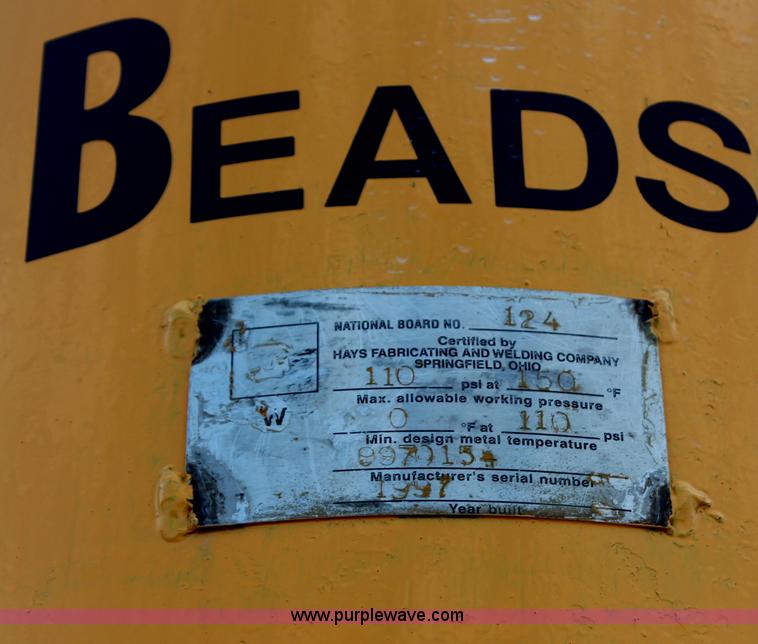 BEADS
NATIONAL BOARD NO. 124
Certified by
HAYS FABRICATING AND WELDING COMPANY
SPRINGFIELD, OHIO
110 psi at 150 °F
Max. allowable working pressure
0 °F at 110 psi
Min. design metal temperature
9970154
Manufacturer's serial number
1997
Year built
W
www.purplewave.com